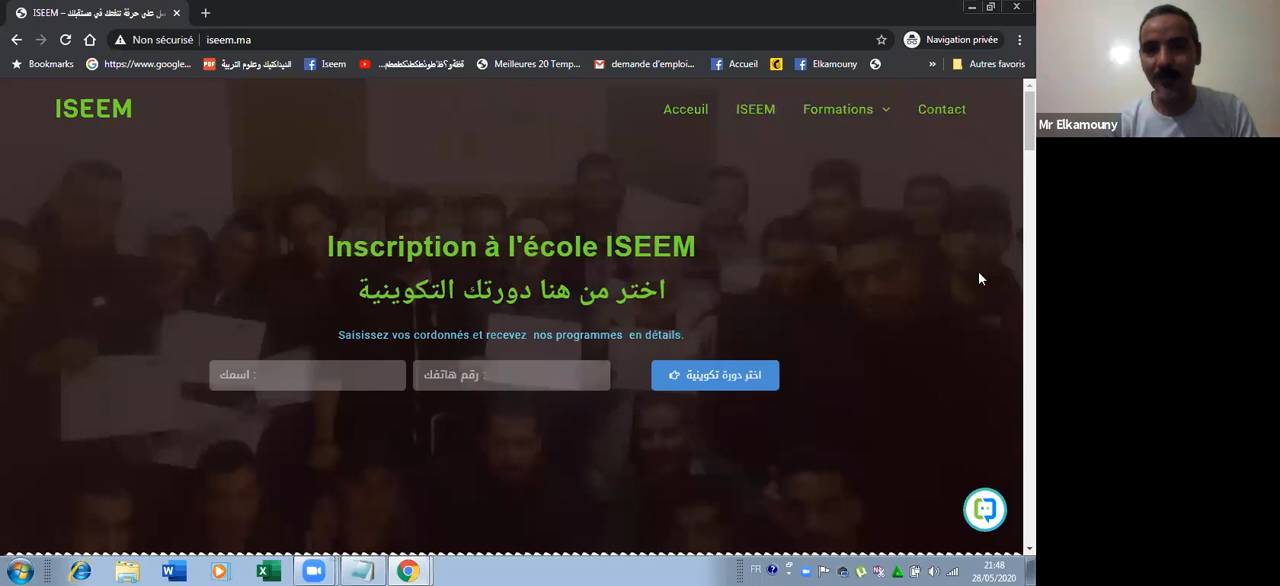 ISEEM – سل على حرفة تنفعك في مستقبلك
Non sécurisé
iseem.ma
Navigation privée
Bookmarks
https://www.google...
الديداكتيك وعلوم التربية
Iseem
Meilleures 20 Temp...
demande d'emploi...
Accueil
Elkamouny
»
Autres favoris
ISEEM
Acceuil
ISEEM
Formations
Contact
Mr Elkamouny
Inscription à l'école ISEEM
اختر من هنا دورتك التكوينية
Saisissez vos cordonnés et recevez nos programmes en détails.
اسمك :
رقم هاتفك :
اختر دورة تكوينية
FR
21:48
28/05/2020